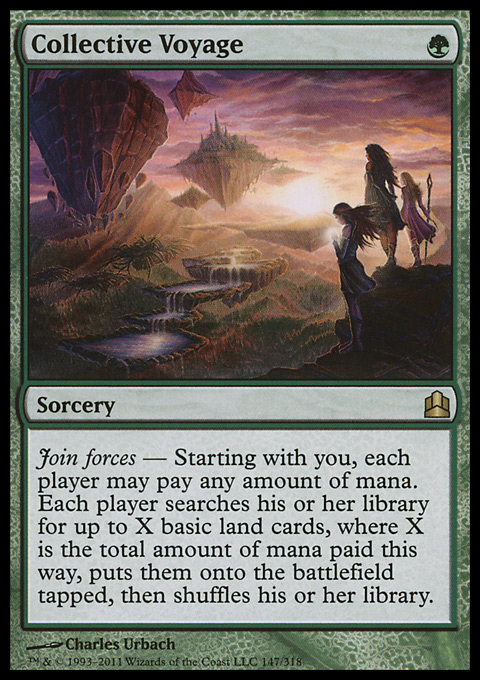 Collective Voyage
Sorcery
Join forces — Starting with you, each
player may pay any amount of mana.
Each player searches his or her library
for up to X basic land cards, where X
is the total amount of mana paid this
way, puts them onto the battlefield
tapped, then shuffles his or her library.
Charles Urbach
™ & © 1993–2011 Wizards of the Coast LLC 147/318